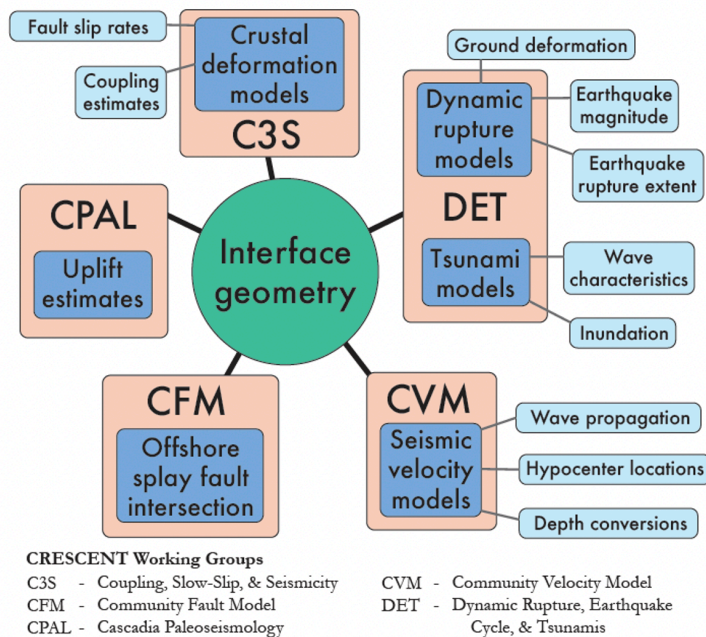 Fault slip rates
Coupling
estimates
Crustal
deformation
models
C3S
Ground deformation
Dynamic
rupture
models
Earthquake
magnitude
Earthquake
rupture extent
DET
Tsunami
models
Wave
characteristics
Inundation
CPAL
Uplift
estimates
Interface
geometry
CFM
Offshore
splay fault
intersection
CVM
Seismic
velocity
models
Wave propagation
Hypocenter locations
Depth conversions
CRESCENT Working Groups
C3S - Coupling, Slow-Slip, & Seismicity
CFM - Community Fault Model
CPAL - Cascadia Paleoseismology
CVM - Community Velocity Model
DET - Dynamic Rupture, Earthquake
Cycle, & Tsunamis